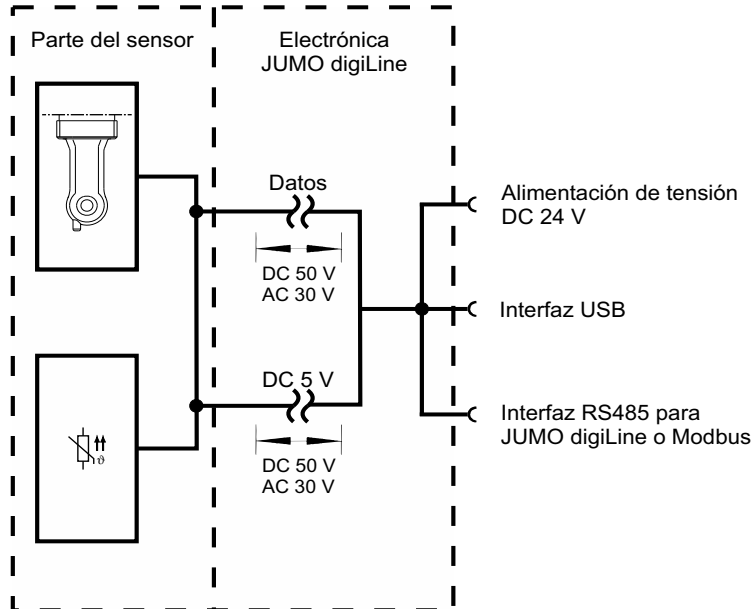 Parte del sensor
Electrónica
JUMO digiLine
Datos
DC 50 V
AC 30 V
DC 5 V
DC 50 V
AC 30 V
ϑ
Alimentación de tensión
DC 24 V
Interfaz USB
Interfaz RS485 para
JUMO digiLine o Modbus